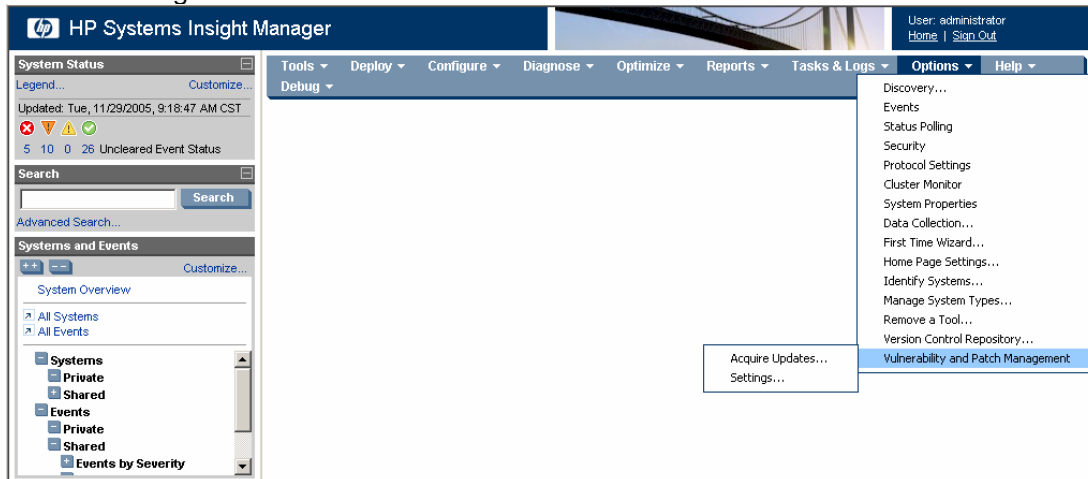 HP Systems Insight Manager
User: administrator
Home | Sign Out
System Status
Legend... Customize...
Updated: Tue, 11/29/2005, 9:18:47 AM CST
5 10 0 26 Uncleared Event Status
Search
Search
Advanced Search...
Systems and Events
Customize...
System Overview
All Systems
All Events
Systems
Private
Shared
Events
Private
Shared
Events by Severity
Tools Deploy Configure Diagnose Optimize Reports Tasks & Logs Options Help
Debug
Discovery...
Events
Status Polling
Security
Protocol Settings
Cluster Monitor
System Properties
Data Collection...
First Time Wizard...
Home Page Settings...
Identify Systems...
Manage System Types...
Remove a Tool...
Version Control Repository...
Vulnerability and Patch Management
Acquire Updates...
Settings...